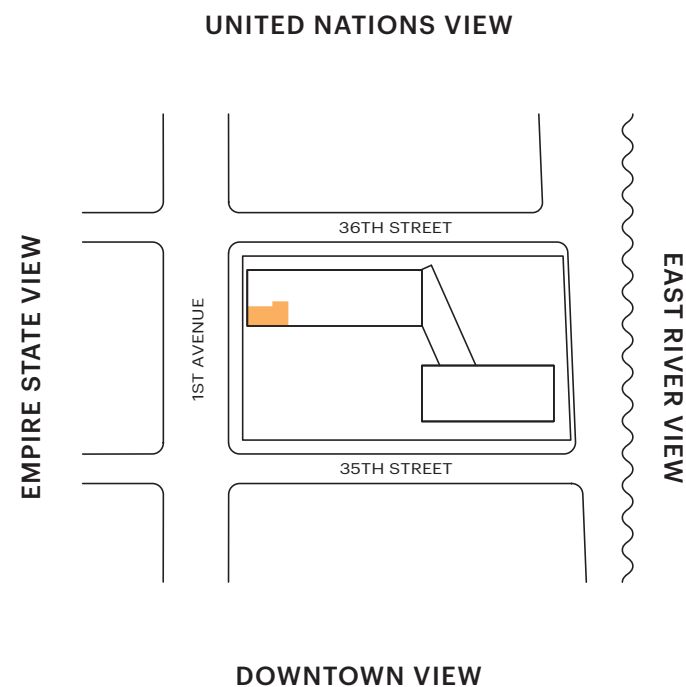 UNITED NATIONS VIEW
36TH STREET
EMPIRE STATE VIEW
1ST AVENUE
EAST RIVER VIEW
35TH STREET
DOWNTOWN VIEW